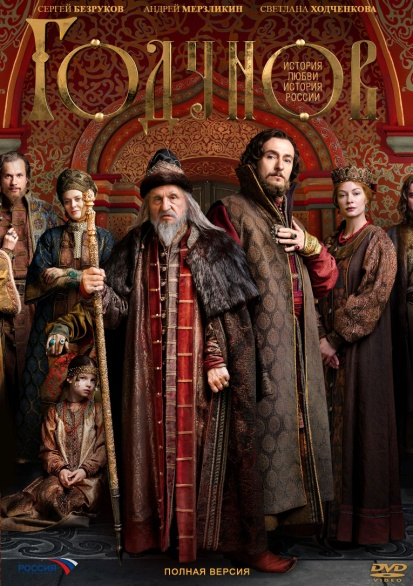 СЕРГЕЙ БЕЗРУКОВ АНДРЕЙ МЕРЗЛИКИН СВЕТЛАНА ХОДЧЕНКОВА
ГОДУНОВ
ИСТОРИЯ
ЛЮБВИ
ИСТОРИЯ
РОССИИ
РОССИЯ
ПОЛНАЯ ВЕРСИЯ
DVD
VIDEO